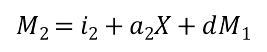 M₂ = i₂ + a₂X + dM₁